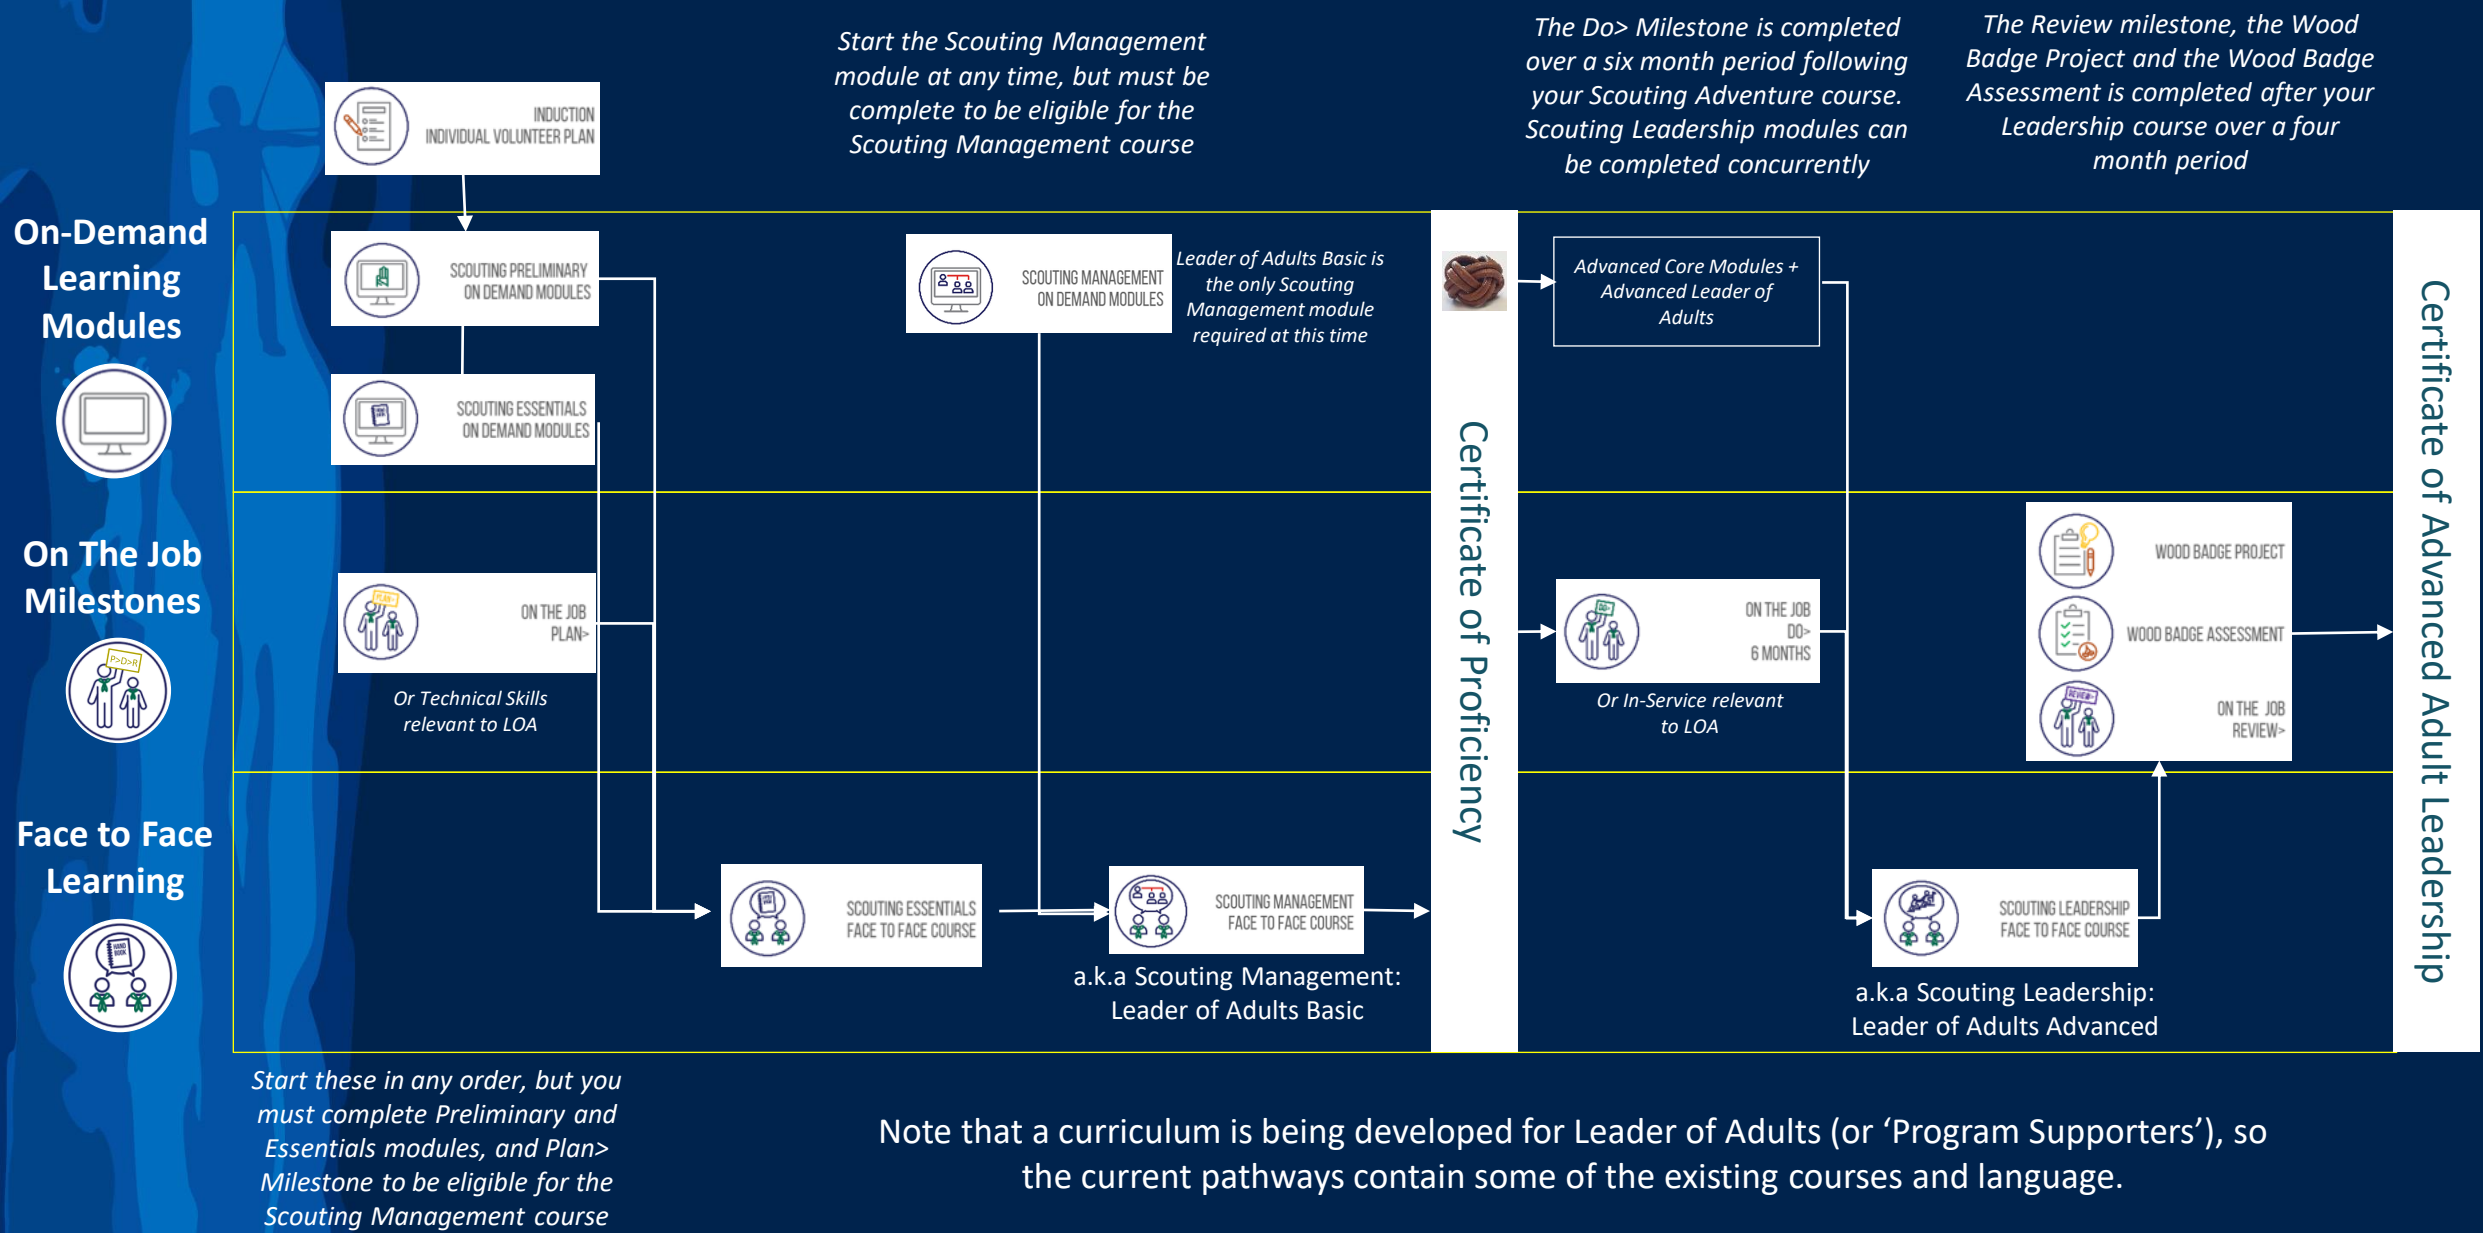 Start the Scouting Management
module at any time, but must be
complete to be eligible for the
Scouting Management course
The Do> Milestone is completed
over a six month period following
your Scouting Adventure course.
Scouting Leadership modules can
be completed concurrently
The Review milestone, the Wood
Badge Project and the Wood Badge
Assessment is completed after your
Leadership course over a four
month period
INDUCTION
INDIVIDUAL VOLUNTEER PLAN
On-Demand
Learning
Modules
SCOUTING PRELIMINARY
ON DEMAND MODULES
SCOUTING ESSENTIALS
ON DEMAND MODULES
SCOUTING MANAGEMENT
ON DEMAND MODULES
Leader of Adults Basic is
the only Scouting
Management module
required at this time
Certificate of Proficiency
Advanced Core Modules +
Advanced Leader of
Adults
Certificate of Advanced Adult Leadership
On The Job
Milestones
P>D>R
PLAN>
ON THE JOB
PLAN>
Or Technical Skills
relevant to LOA
DO>
ON THE JOB
DO>
6 MONTHS
Or In-Service relevant
to LOA
WOOD BADGE PROJECT
WOOD BADGE ASSESSMENT
REVIEW>
ON THE JOB
REVIEW>
Face to Face
Learning
HAND
BOOK
SCOUTING ESSENTIALS
FACE TO FACE COURSE
SCOUTING MANAGEMENT
FACE TO FACE COURSE
a.k.a Scouting Management:
Leader of Adults Basic
SCOUTING LEADERSHIP
FACE TO FACE COURSE
a.k.a Scouting Leadership:
Leader of Adults Advanced
Start these in any order, but you
must complete Preliminary and
Essentials modules, and Plan>
Milestone to be eligible for the
Scouting Management course
Note that a curriculum is being developed for Leader of Adults (or ‘Program Supporters’), so
the current pathways contain some of the existing courses and language.